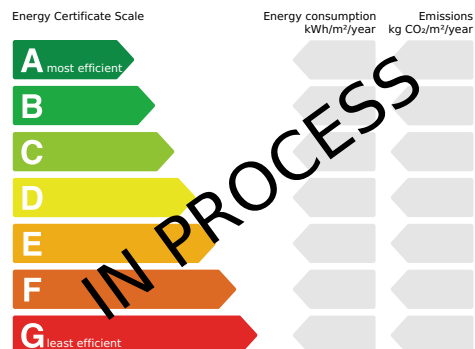 Energy Certificate Scale
Energy consumption
kWh/m²/year
Emissions
kg CO₂/m²/year
A most efficient
B
C
D
E
F
G least efficient
IN PROCESS